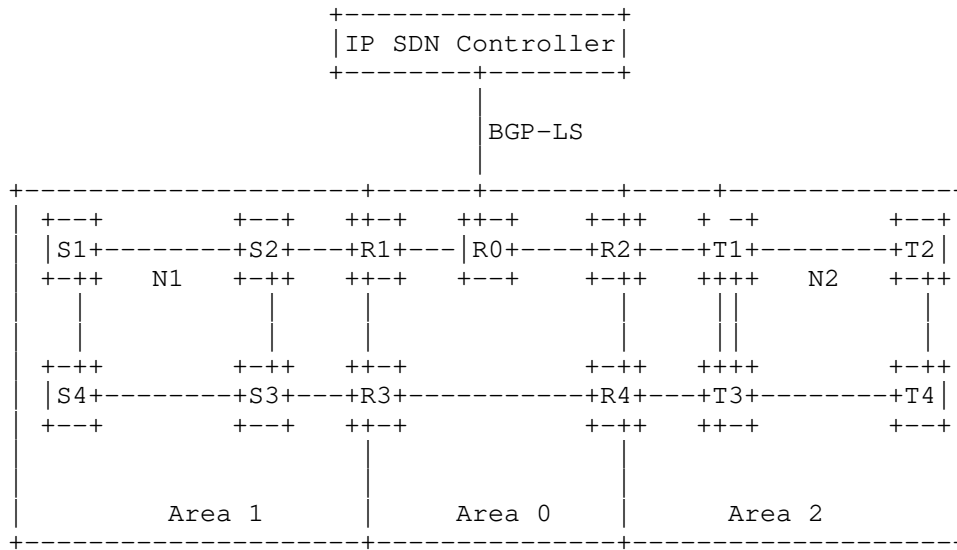 IP SDN Controller
BGP-LS
S1 S2 R1 R0 R2 T1 T2
N1 N2
S4 S3 R3 R4 T3 T4
Area 1 Area 0 Area 2